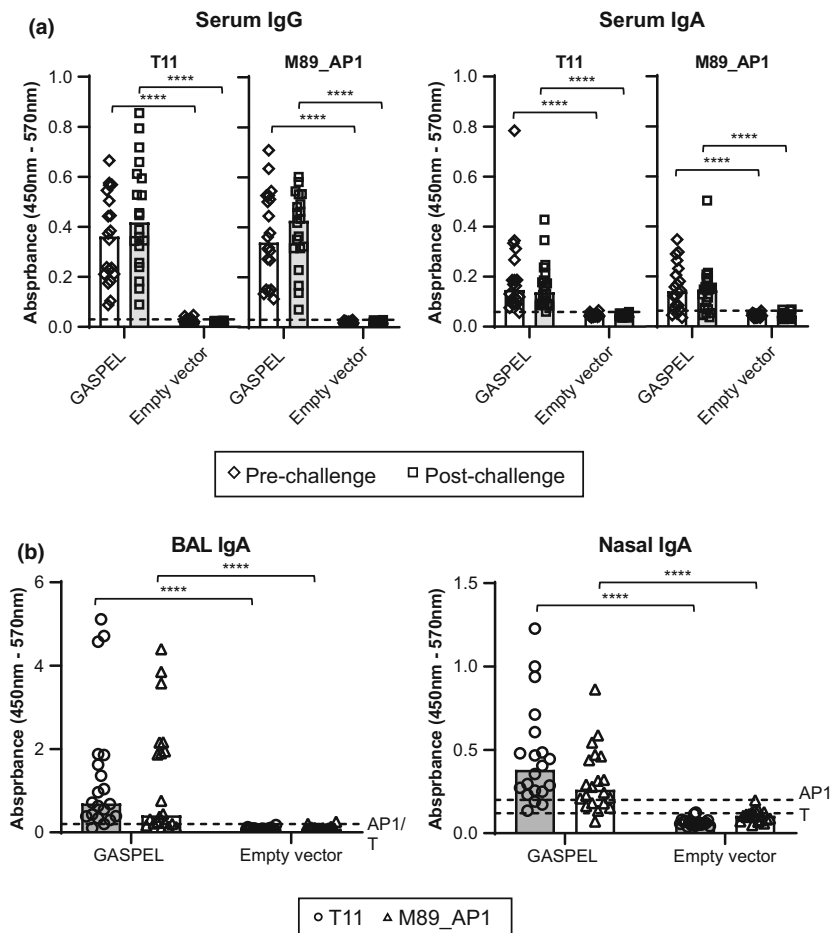 (a)
Serum IgG
Serum IgA
T11
M89_AP1
T11
M89_AP1
Absprbance (450nm - 570nm)
1.0
0.8
0.6
0.4
0.2
0.0
****
****
****
****
GASPEL
Empty vector
GASPEL
Empty vector
Absprbance (450nm - 570nm)
1.0
0.8
0.6
0.4
0.2
0.0
****
****
****
****
GASPEL
Empty vector
GASPEL
Empty vector
Pre-challenge
Post-challenge
(b)
BAL IgA
Absprbance (450nm - 570nm)
6
4
2
0
****
****
AP1/
T
GASPEL
Empty vector
Nasal IgA
Absprbance (450nm - 570nm)
1.5
1.0
0.5
0.0
****
****
AP1
T
GASPEL
Empty vector
T11
M89_AP1